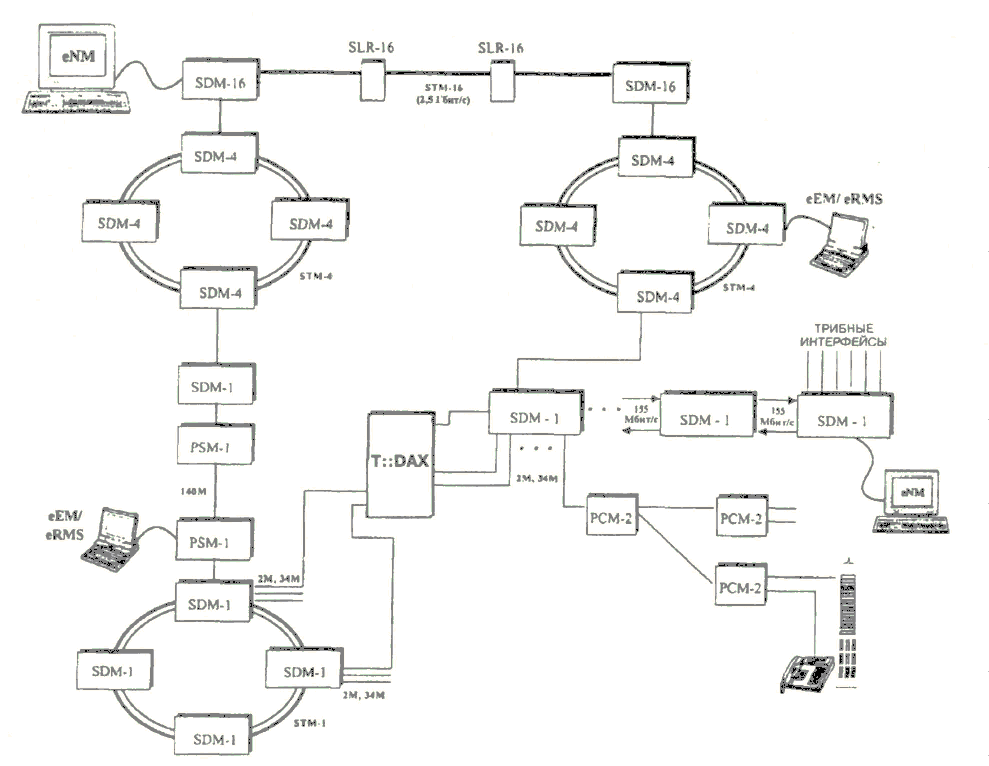 eNM
SLR-16
SLR-16
SDM-16
STM-16
(2,5 Гбит/с)
SDM-16
SDM-4
SDM-4
SDM-4
SDM-4
STM-4
SDM-4
SDM-4
SDM-4
SDM-4
STM-4
eEM/ eRMS
ТРИБНЫЕ
ИНТЕРФЕЙСЫ
SDM-1
PSM-1
140M
T::DAX
SDM - 1
155
Мбит/с
SDM - 1
155
Мбит/с
SDM - 1
2M, 34M
eNM
eEM/
eRMS
PSM-1
PCM-2
PCM-2
PCM-2
2M, 34M
SDM-1
SDM-1
SDM-1
2M, 34M
STM-1
SDM-1